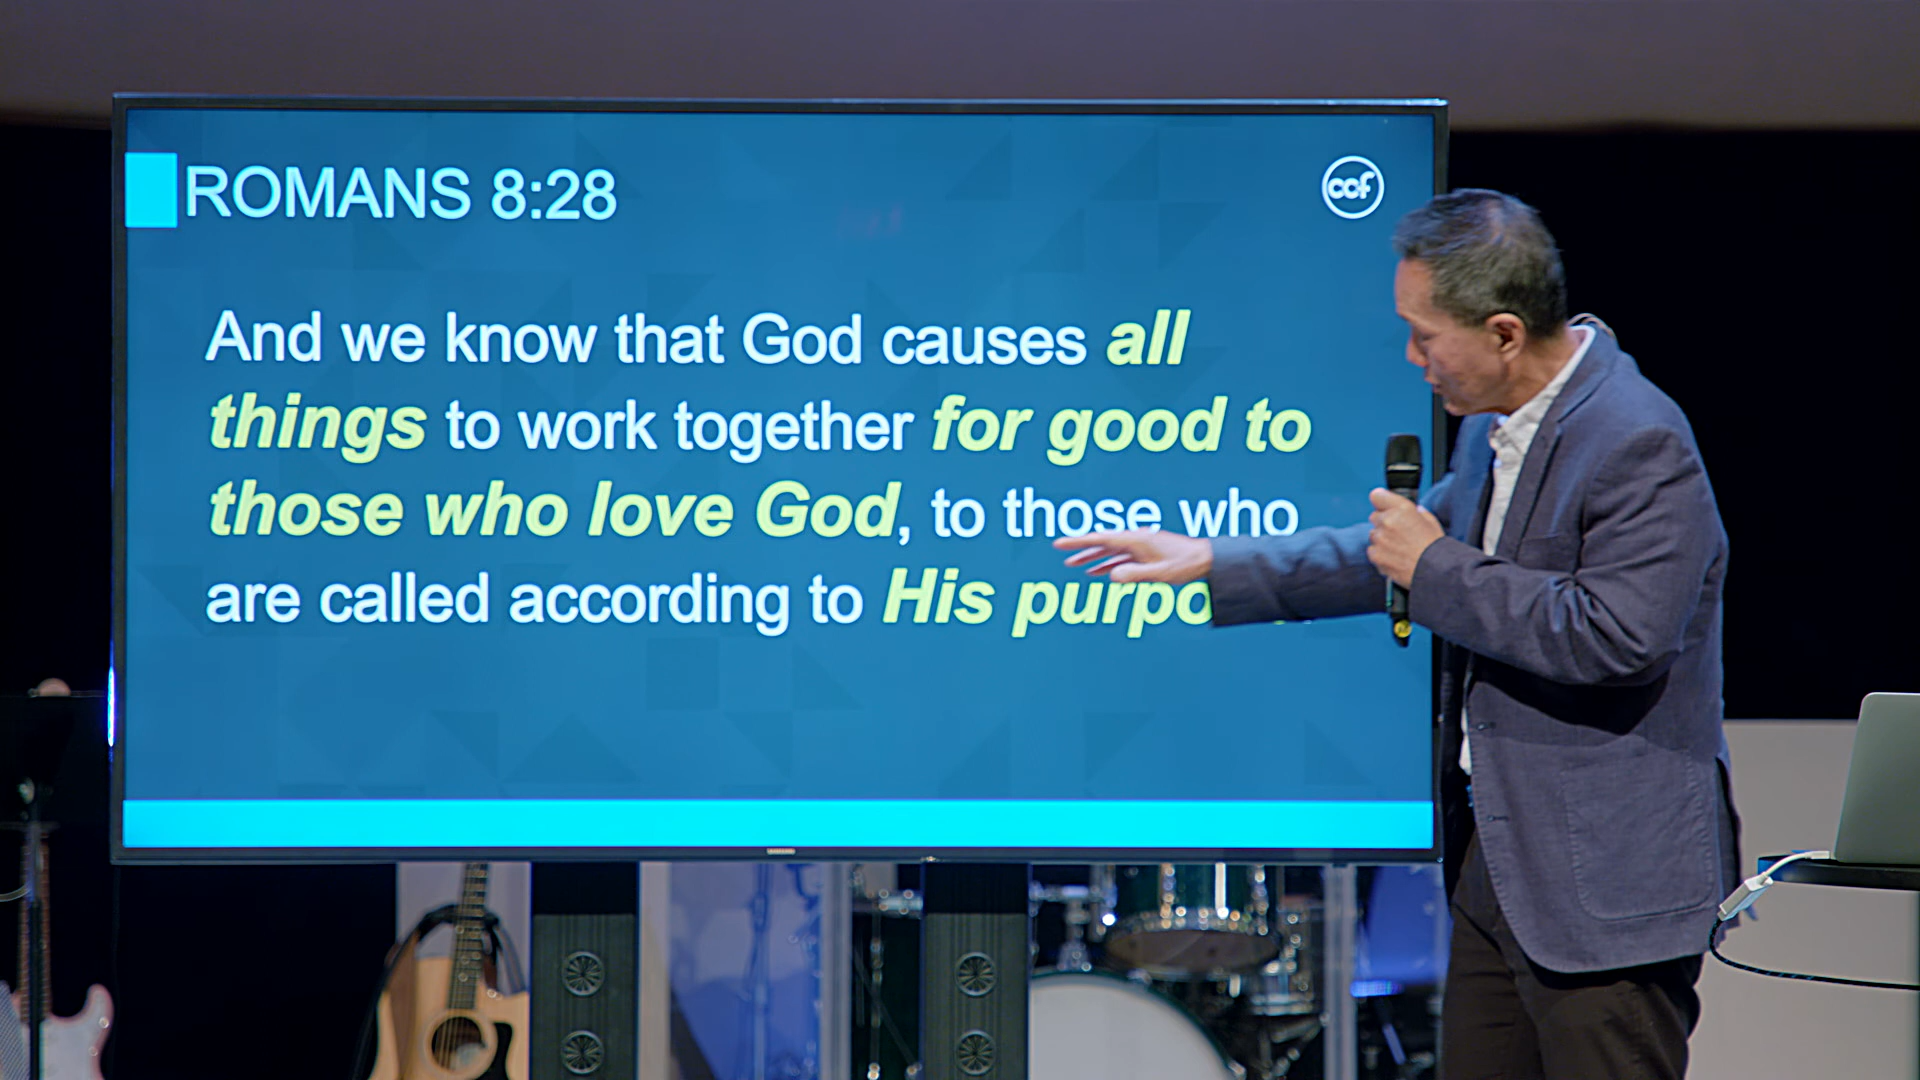 ROMANS 8:28
ccf
And we know that God causes all
things to work together for good to
those who love God, to those who
are called according to His purpo
SAMSUNG